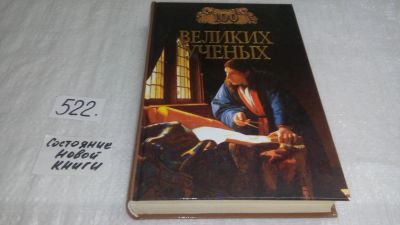 100
ВЕЛИКИХ
УЧЕНЫХ
522.
Состояние
новой
книги